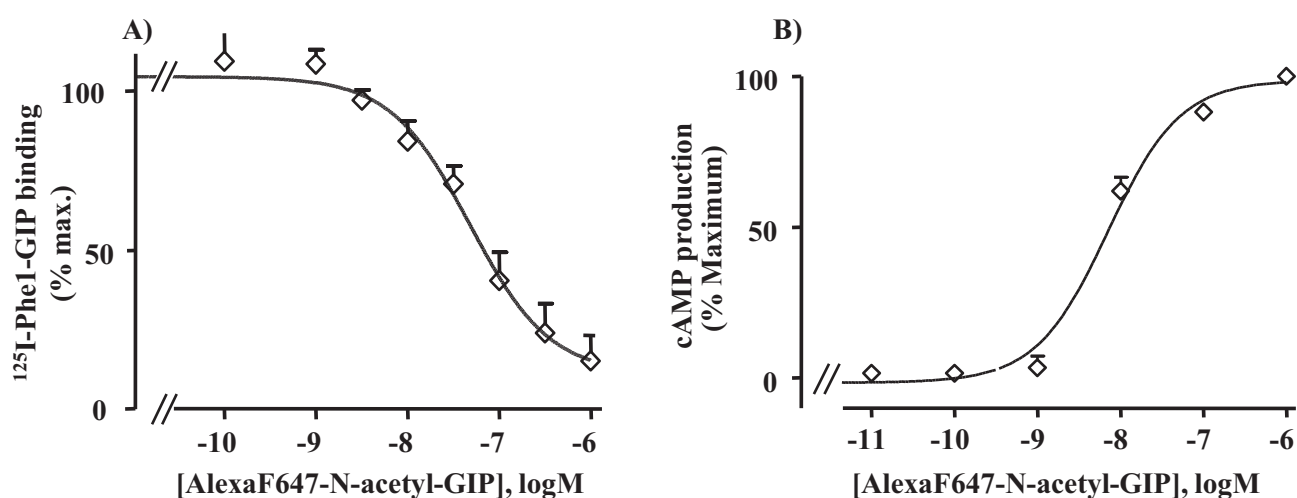 A)
125I-Phe1-GIP binding
(% max.)
100
50
0
-10 -9 -8 -7 -6
[AlexaF647-N-acetyl-GIP], logM
B)
cAMP production
(% Maximum)
100
50
0
-11 -10 -9 -8 -7 -6
[AlexaF647-N-acetyl-GIP], logM